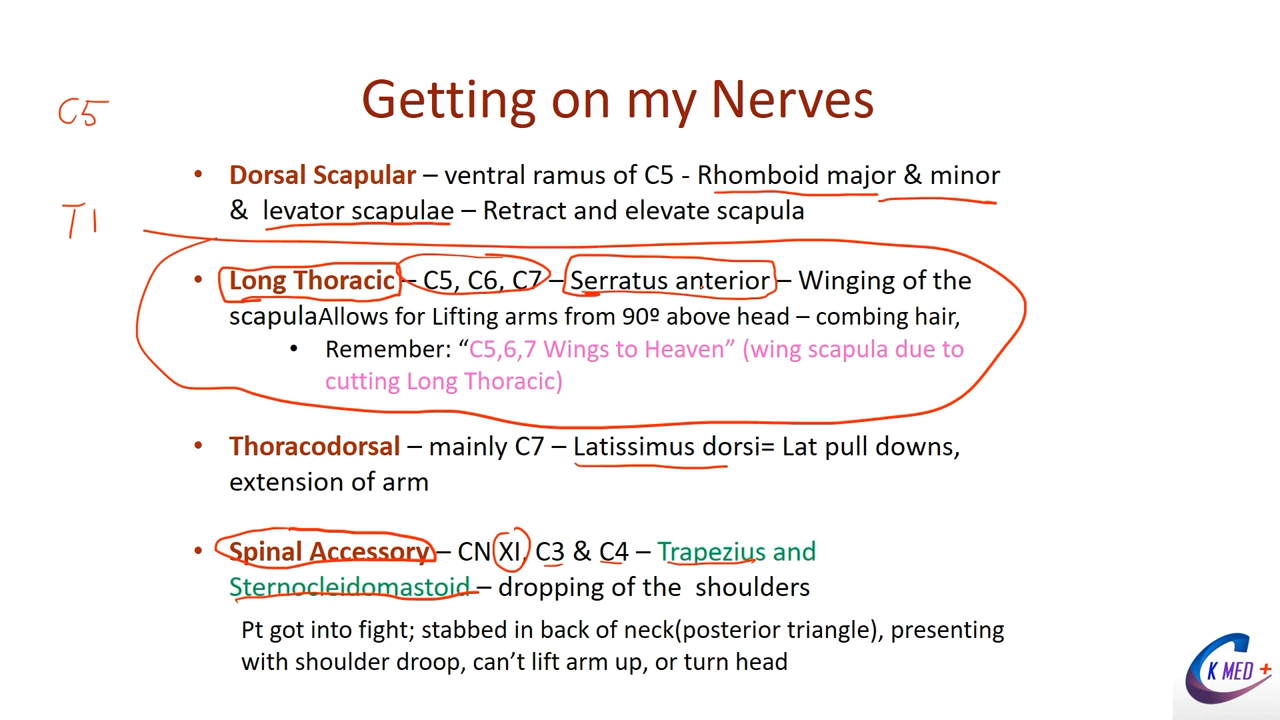 Getting on my Nerves
C5
• Dorsal Scapular – ventral ramus of C5 - Rhomboid major & minor
& levator scapulae – Retract and elevate scapula
T1
• Long Thoracic – C5, C6, C7 – Serratus anterior – Winging of the
scapulaAllows for Lifting arms from 90º above head – combing hair,
• Remember: “C5,6,7 Wings to Heaven” (wing scapula due to
cutting Long Thoracic)
• Thoracodorsal – mainly C7 – Latissimus dorsi= Lat pull downs,
extension of arm
• Spinal Accessory – CN XI, C3 & C4 – Trapezius and
Sternocleidomastoid – dropping of the shoulders
Pt got into fight; stabbed in back of neck(posterior triangle), presenting
with shoulder droop, can’t lift arm up, or turn head
CK MED+